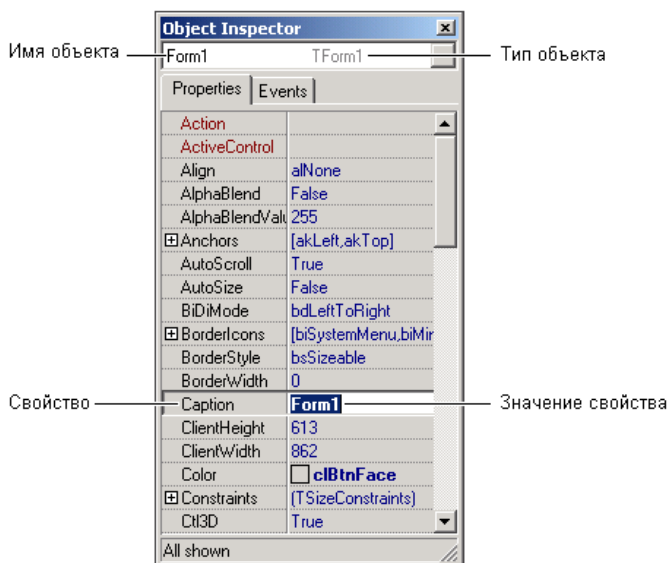 Object Inspector
Имя объекта Form1 TForm1 Тип объекта
Properties Events
Action
ActiveControl
Align alNone
AlphaBlend False
AlphaBlendValu 255
Anchors [akLeft,akTop]
AutoScroll True
AutoSize False
BiDiMode bdLeftToRight
BorderIcons [biSystemMenu,biMir
BorderStyle bsSizeable
BorderWidth 0
Свойство Caption Form1 Значение свойства
ClientHeight 613
ClientWidth 862
Color clBtnFace
Constraints (TSizeConstraints)
Ctl3D True
All shown